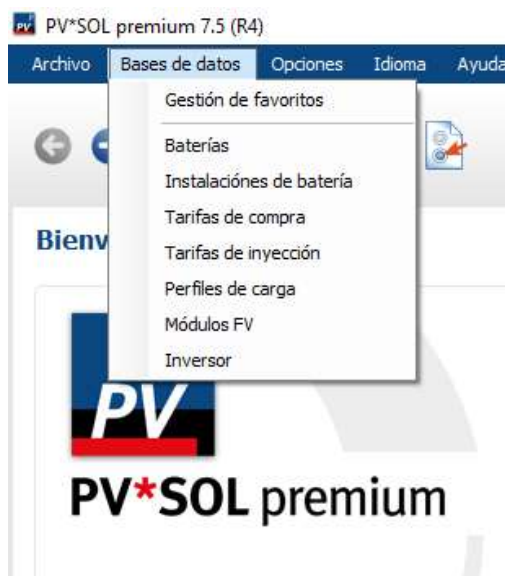 PV*SOL premium 7.5 (R4)
Archivo Bases de datos Opciones Idioma Ayuda
Gestión de favoritos
Baterías
Instalaciónes de batería
Tarifas de compra
Tarifas de inyección
Perfiles de carga
Módulos FV
Inversor
Bienv
PV
PV*SOL premium